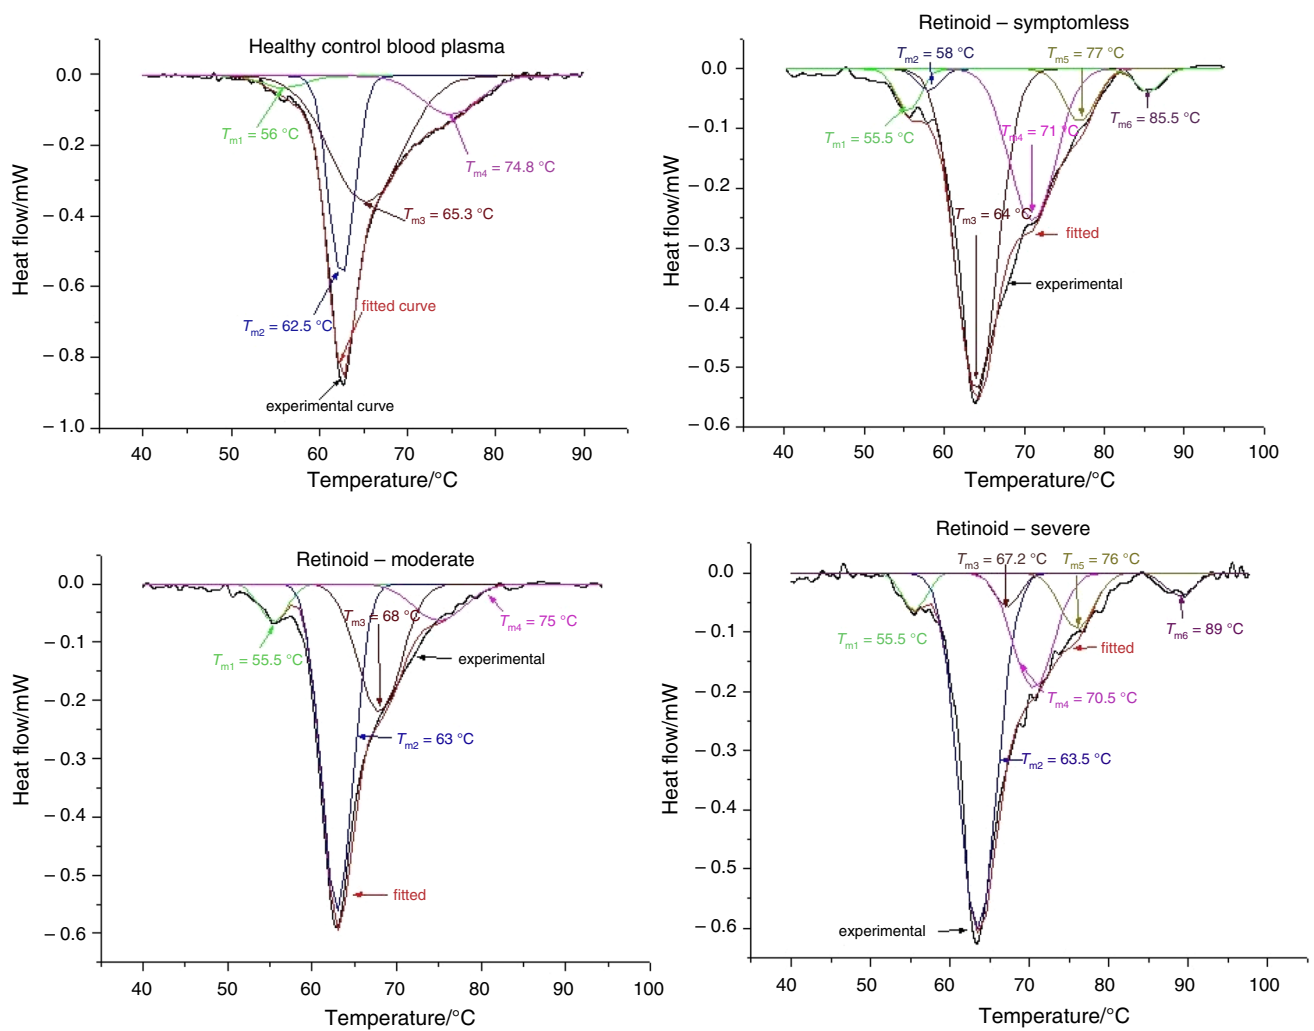 Healthy control blood plasma
0.0
– 0.2
– 0.4
– 0.6
– 0.8
– 1.0
Heat flow/mW
Tm1 = 56 °C
Tm4 = 74.8 °C
Tm3 = 65.3 °C
fitted curve
Tm2 = 62.5 °C
experimental curve
40 50 60 70 80 90
Temperature/°C
Retinoid – symptomless
Tm2 = 58 °C
Tm5 = 77 °C
0.0
– 0.1
– 0.2
– 0.3
– 0.4
– 0.5
– 0.6
Heat flow/mW
Tm1 = 55.5 °C
Tm4 = 71 °C
Tm6 = 85.5 °C
Tm3 = 64 °C
fitted
experimental
40 50 60 70 80 90 100
Temperature/°C
Retinoid – moderate
0.0
– 0.1
– 0.2
– 0.3
– 0.4
– 0.5
– 0.6
Heat flow/mW
Tm3 = 68 °C
Tm4 = 75 °C
Tm1 = 55.5 °C
experimental
Tm2 = 63 °C
fitted
40 50 60 70 80 90 100
Temperature/°C
Retinoid – severe
Tm3 = 67.2 °C
Tm5 = 76 °C
0.0
– 0.1
– 0.2
– 0.3
– 0.4
– 0.5
– 0.6
Heat flow/mW
Tm1 = 55.5 °C
Tm6 = 89 °C
fitted
Tm4 = 70.5 °C
Tm2 = 63.5 °C
experimental
40 50 60 70 80 90 100
Temperature/°C